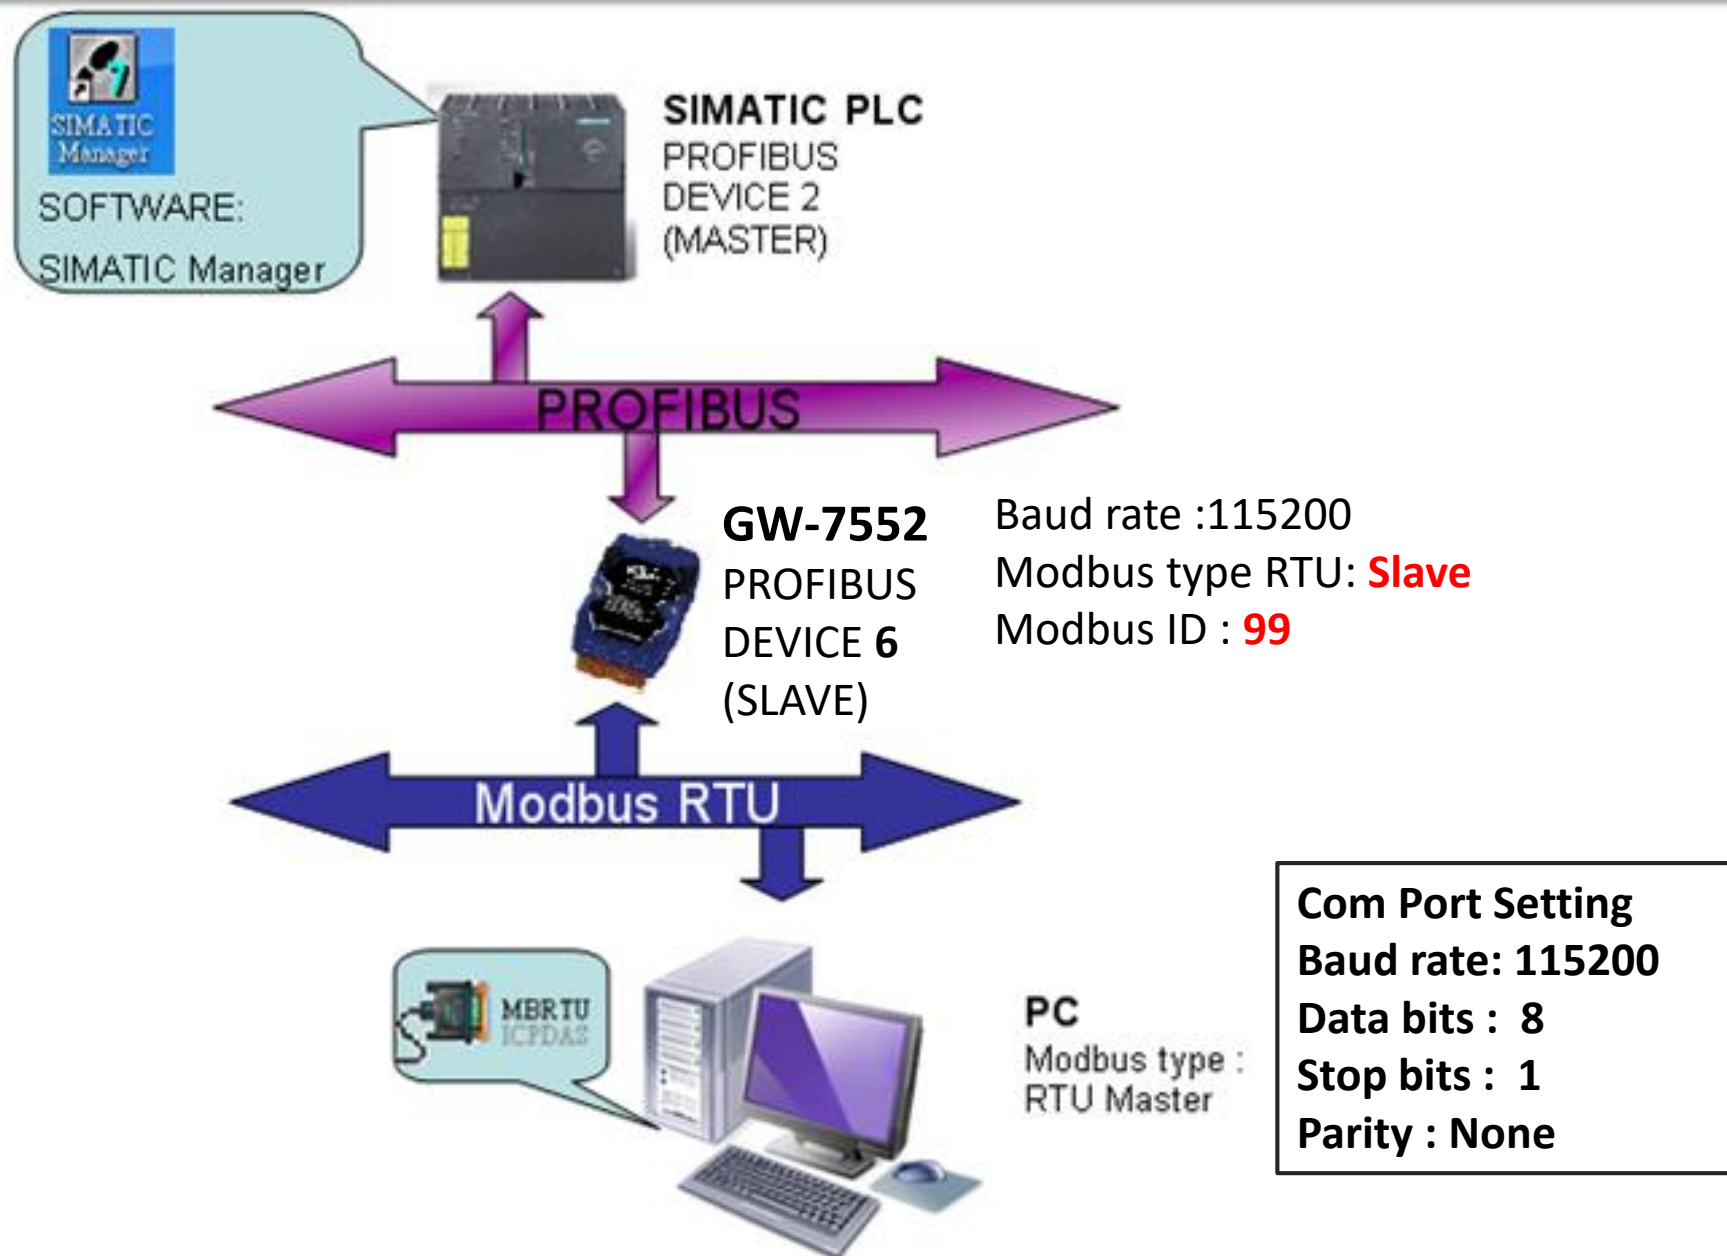 SIMATIC
Manager
SOFTWARE:
SIMATIC Manager
SIMATIC PLC
PROFIBUS
DEVICE 2
(MASTER)
PROFIBUS
GW-7552
PROFIBUS
DEVICE 6
(SLAVE)
Baud rate :115200
Modbus type RTU: Slave
Modbus ID : 99
Modbus RTU
MBRTU
ICPDAS
PC
Modbus type :
RTU Master
Com Port Setting
Baud rate: 115200
Data bits : 8
Stop bits : 1
Parity : None